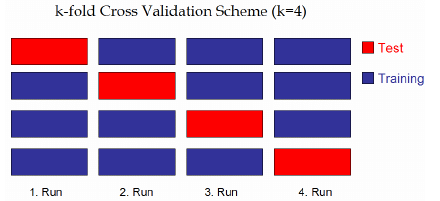 k-fold Cross Validation Scheme (k=4)
Test
Training
1. Run 2. Run 3. Run 4. Run